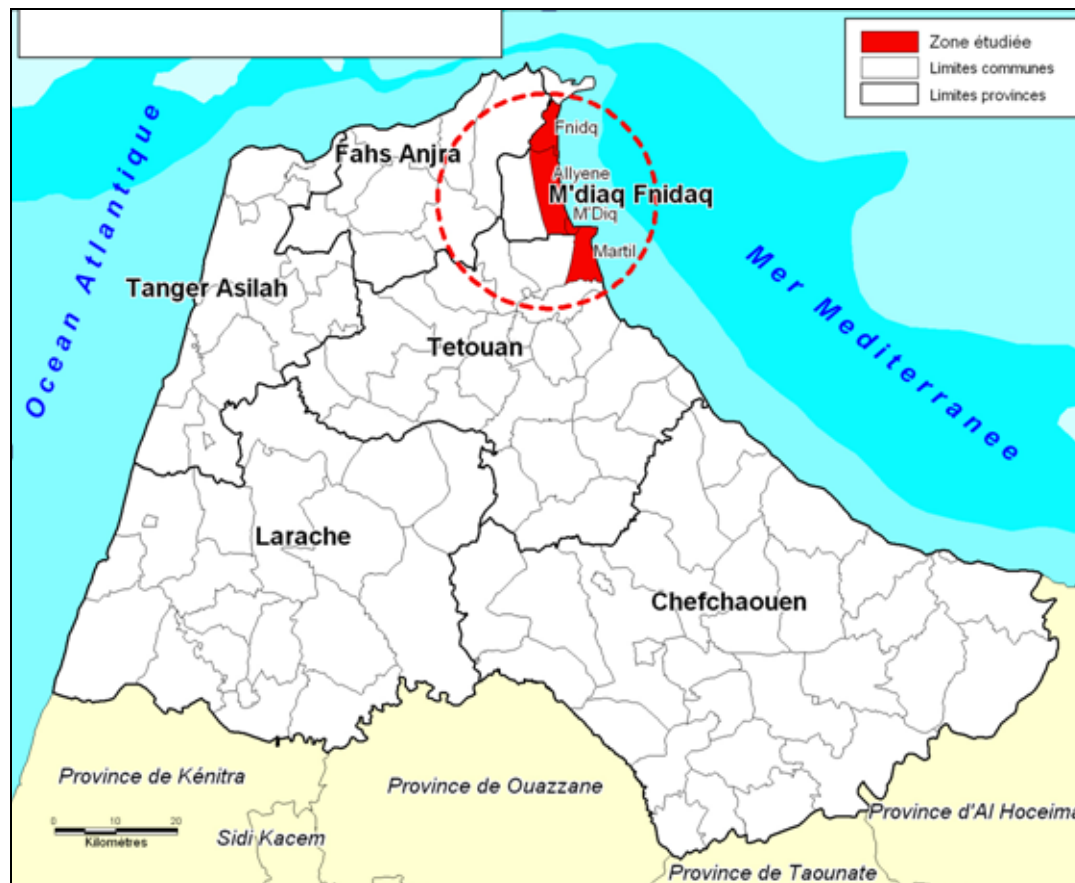 Zone étudiée
Limites communes
Limites provinces
Ocean Atlantique
Mer Mediterranee
Fnidq
Fahs Anjra
Allyene
M'diaq Fnidaq
M'Diq
Martil
Tanger Asilah
Tetouan
Larache
Chefchaouen
Province de Kénitra
Province de Ouazzane
Province d'Al Hoceima
Sidi Kacem
Province de Taounate
0 10 20
Kilomètres